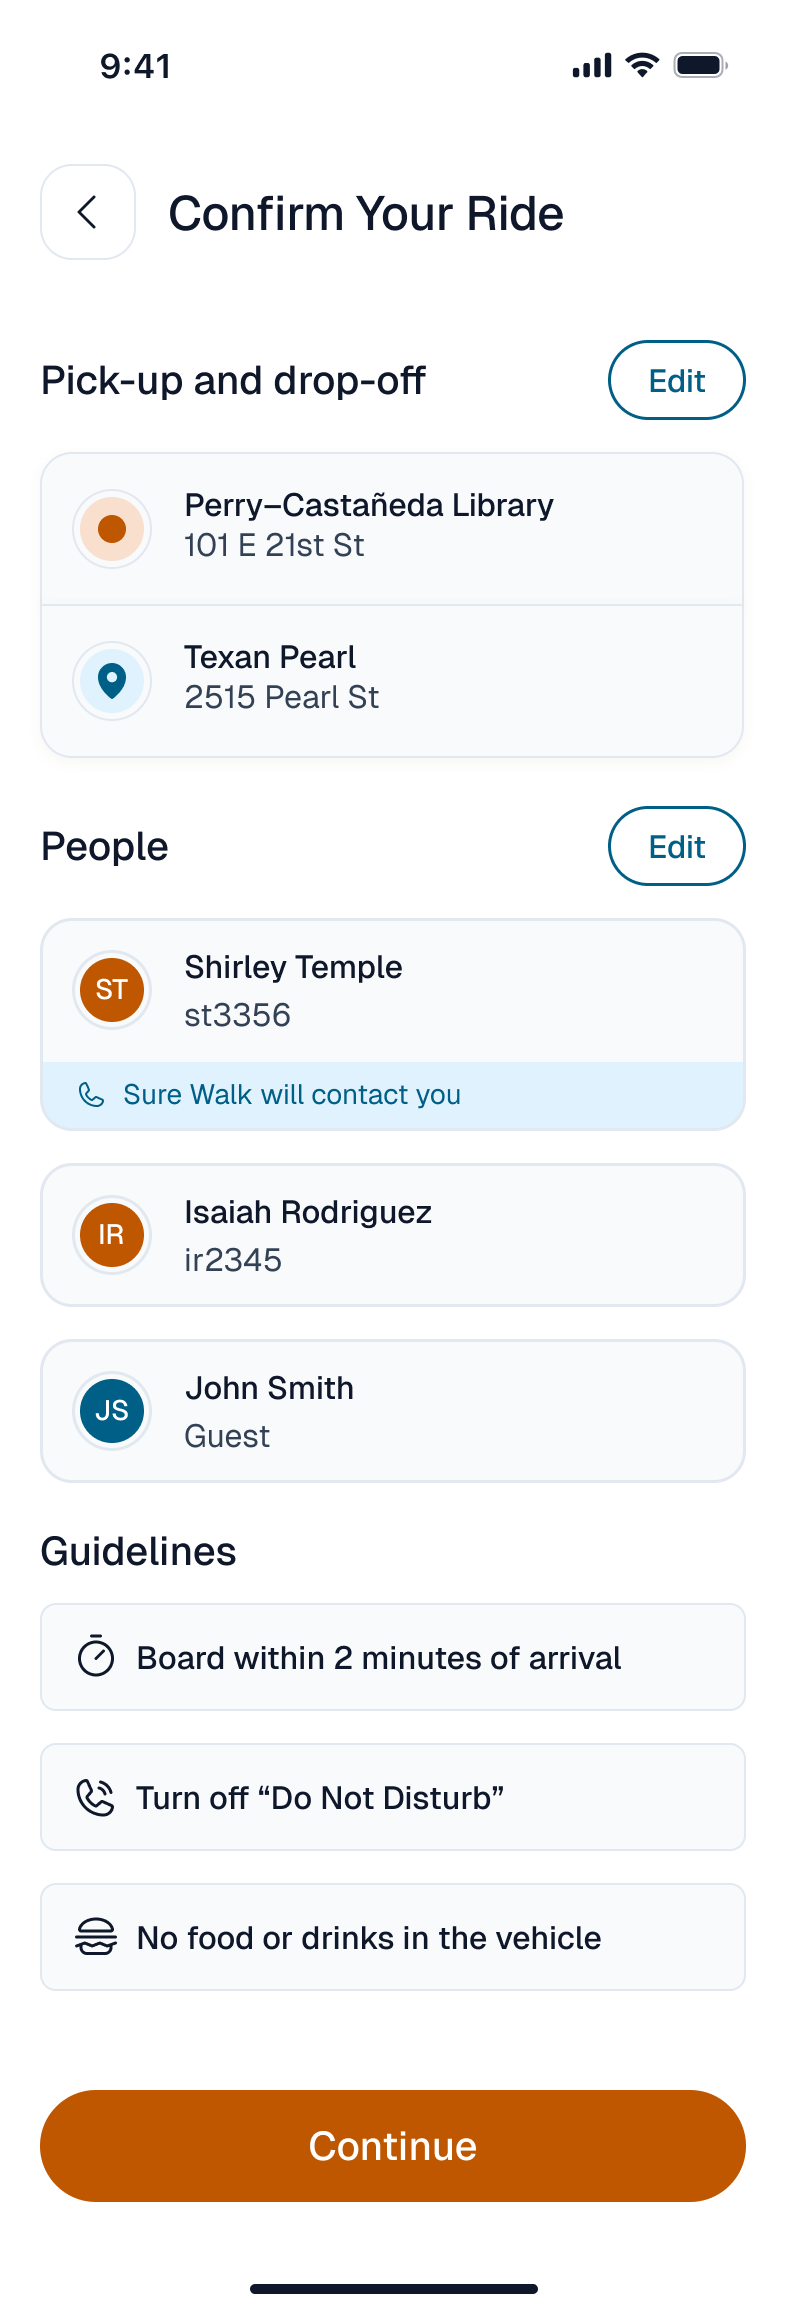 9:41
Confirm Your Ride
Pick-up and drop-off
Edit
Perry–Castañeda Library
101 E 21st St
Texan Pearl
2515 Pearl St
People
Edit
ST
Shirley Temple
st3356
Sure Walk will contact you
IR
Isaiah Rodriguez
ir2345
JS
John Smith
Guest
Guidelines
Board within 2 minutes of arrival
Turn off “Do Not Disturb”
No food or drinks in the vehicle
Continue